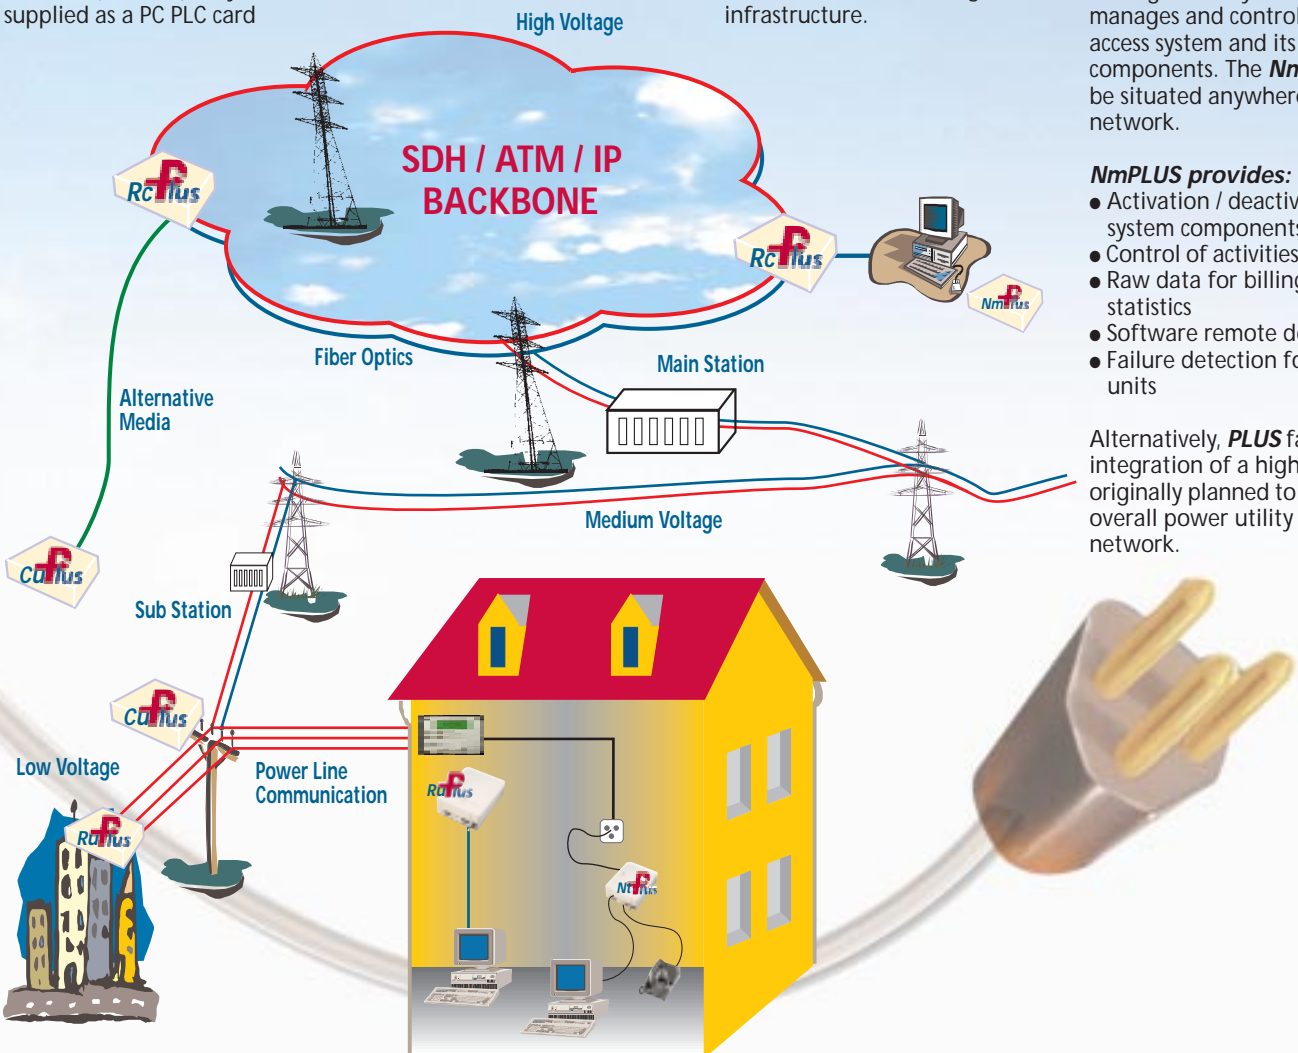 supplied as a PC PLC card
infrastructure.
manages and control
access system and its
components. The Nm
be situated anywhere
network.
NmPLUS provides:
● Activation / deactiv
system components
● Control of activities
● Raw data for billing
statistics
● Software remote de
● Failure detection fo
units
Alternatively, PLUS fa
integration of a high
originally planned to
overall power utility
network.
High Voltage
SDH / ATM / IP
BACKBONE
RcPlus
RcPlus
NmPlus
Fiber Optics
Main Station
Alternative
Media
Medium Voltage
CuPlus
Sub Station
CuPlus
Low Voltage
Power Line
Communication
RuPlus
RuPlus
NtPlus